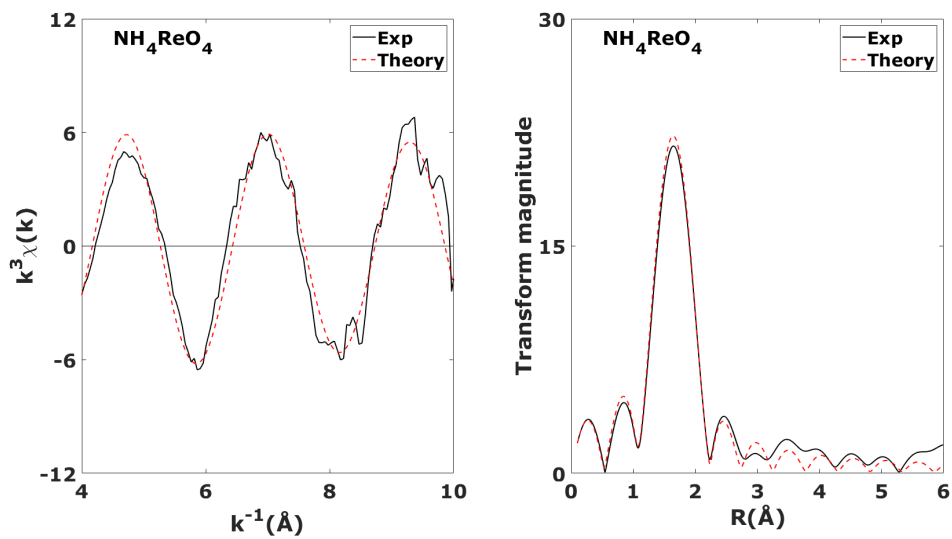 NH4ReO4
Exp
Theory
12
6
0
-6
-12
4
6
8
10
k^3χ(k)
k^-1(Å)
NH4ReO4
Exp
Theory
30
15
0
0
1
2
3
4
5
6
Transform magnitude
R(Å)